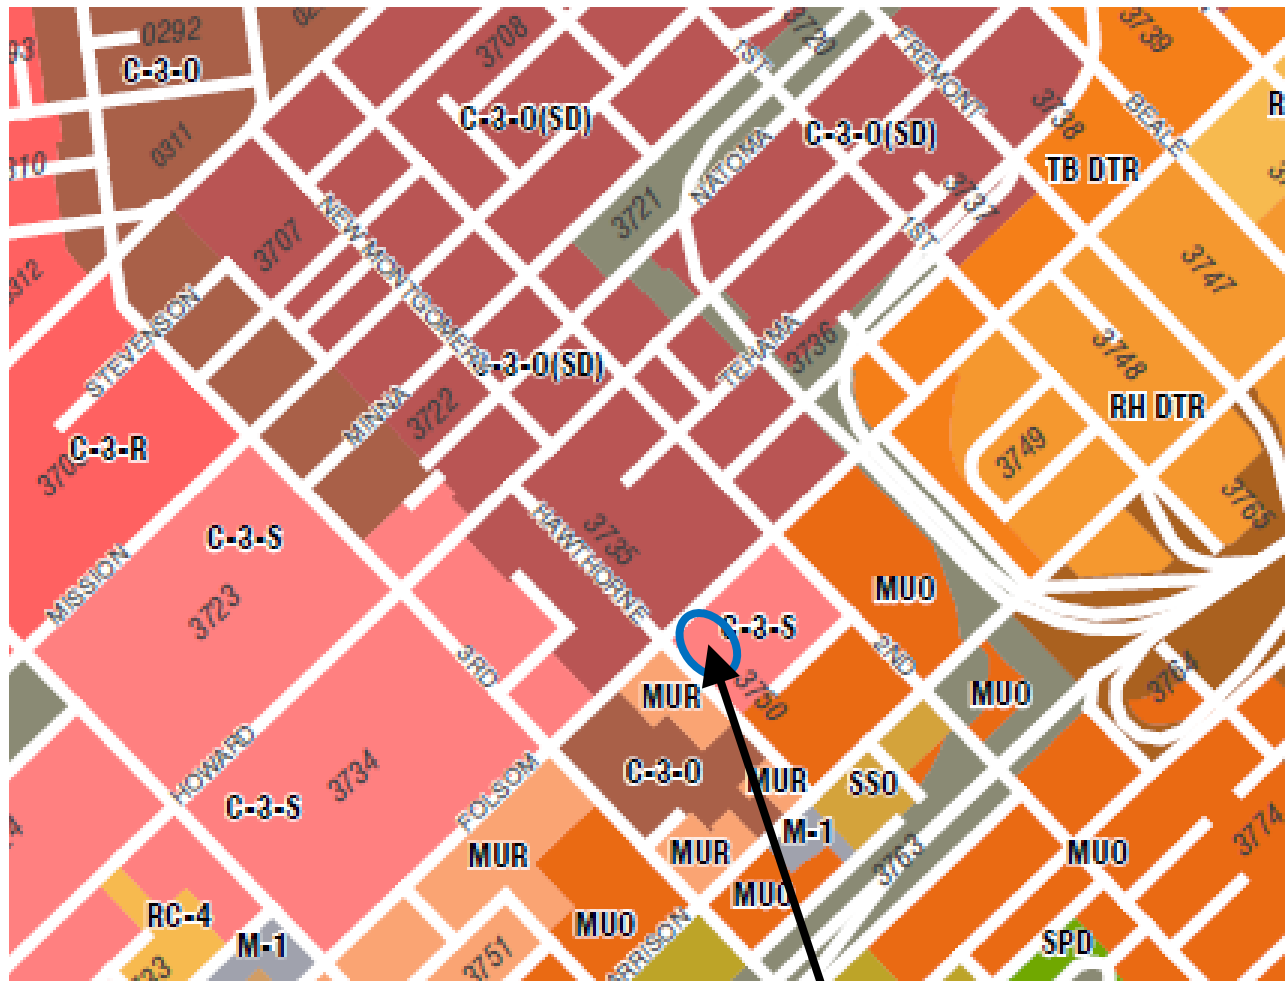 0292
3708
3720
3739
C-3-O
1ST
FREMONT
C-3-O(SD)
3738
BEALE
0311
C-3-O(SD)
NATOMA
TB DTR
3737
3721
NEW MONTGOMERY
3707
1ST
3747
STEVENSON
TEHAMA
3736
3748
C-3-O(SD)
MINNA
3722
RH DTR
C-3-R
3749
3765
HAWTHORNE
3735
C-3-S
MISSION
MUO
3723
C-3-S
3RD
2ND
MUR
3750
MUO
3764
HOWARD
3734
C-3-O
MUR
SSO
C-3-S
FOLSOM
M-1
3774
MUR
MUR
3763
MUO
MUO
RC-4
MUO
M-1
3751
SPD